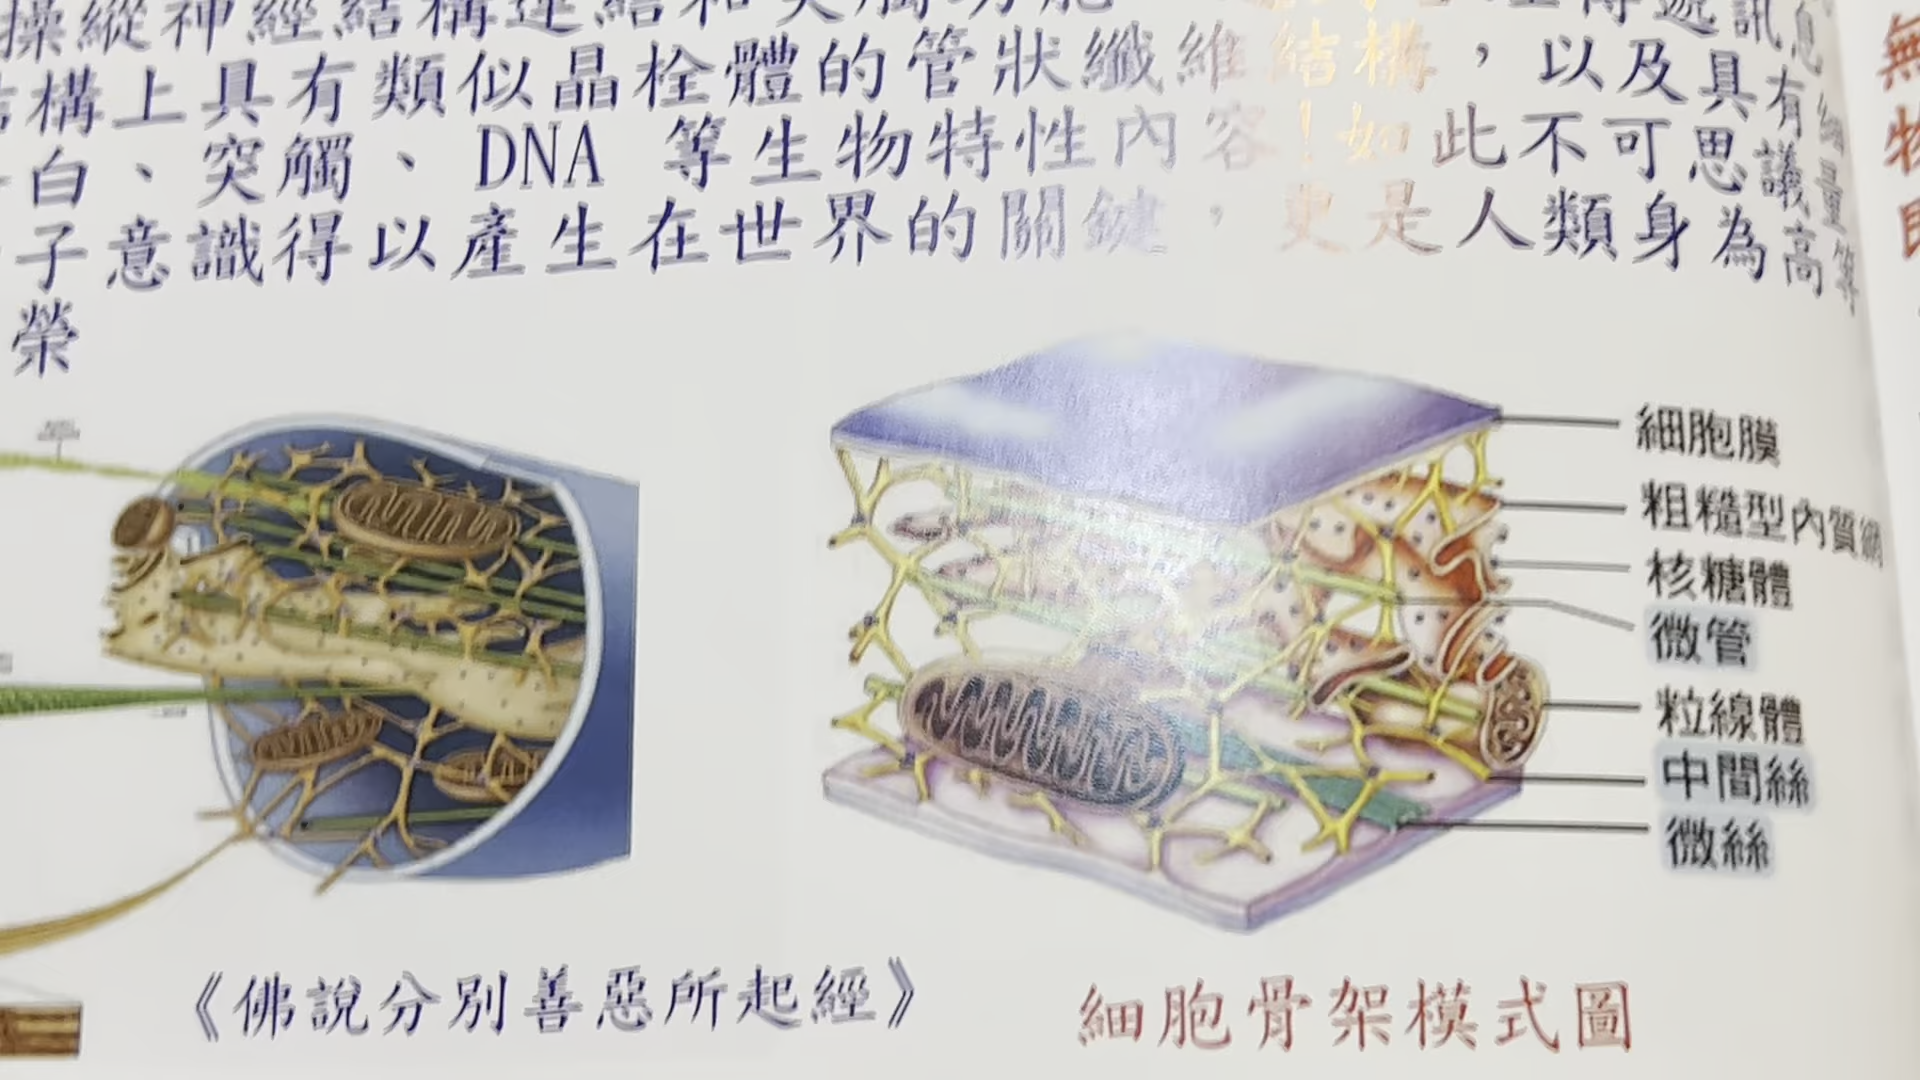 操縱神經結構連結和突觸功能
結構上具有類似晶栓體的管狀纖維結構，以及具有
白、突觸、DNA 等生物特性內容！如此不可思議
子意識得以產生在世界的關鍵，更是人類身為高等
榮
細胞膜
粗糙型內質網
核糖體
微管
粒線體
中間絲
微絲
《佛說分別善惡所起經》
細胞骨架模式圖
無
物